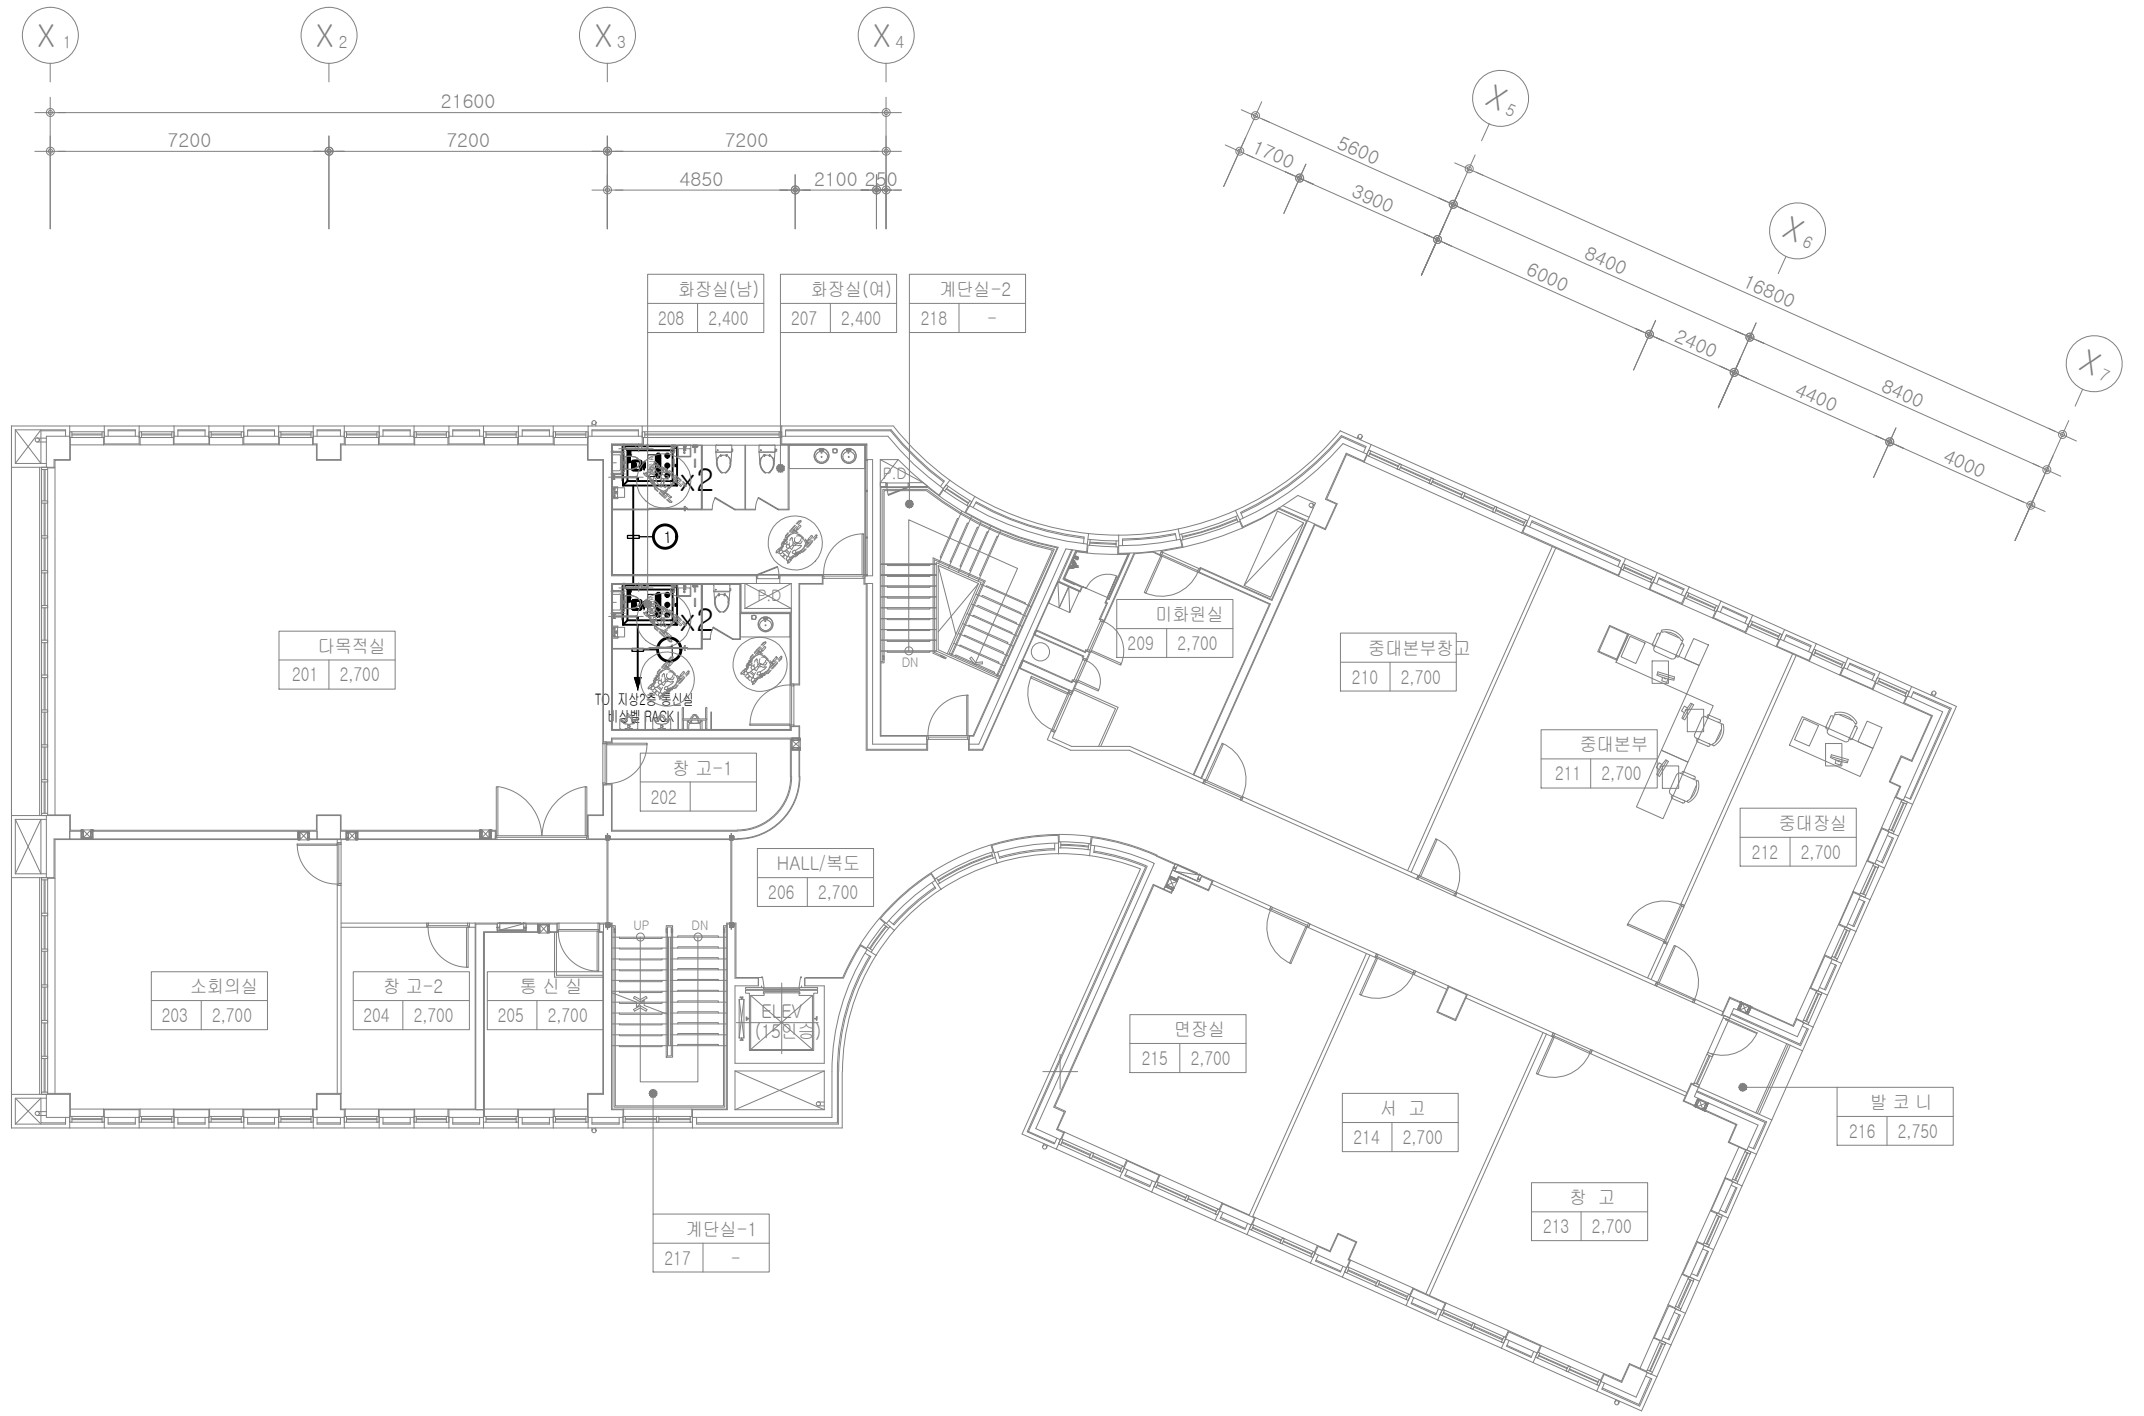 X1
X2
X3
X4
21600
7200
7200
7200
4850
2100
250
X5
X6
X7
5600
1700
3900
8400
16800
6000
2400
8400
4400
4000
화장실(남)
208 2,400
화장실(여)
207 2,400
계단실-2
218 -
X2
P.D
1
X2
P.D
DN
다목적실
201 2,700
TO 지상2층 통신실
비상벨 RACK
창 고-1
202
미화원실
209 2,700
중대본부창고
210 2,700
중대본부
211 2,700
중대장실
212 2,700
HALL/복도
206 2,700
UP
DN
소회의실
203 2,700
창 고-2
204 2,700
통 신 실
205 2,700
ELEV
(15인승)
면장실
215 2,700
서 고
214 2,700
창 고
213 2,700
발 코 니
216 2,750
계단실-1
217 -